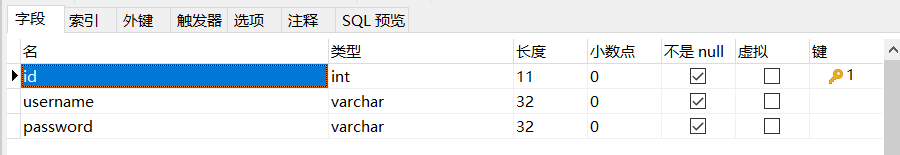 字段 索引 外键 触发器 选项 注释 SQL 预览
名 类型 长度 小数点 不是 null 虚拟 键
id int 11 0 1
username varchar 32 0
password varchar 32 0